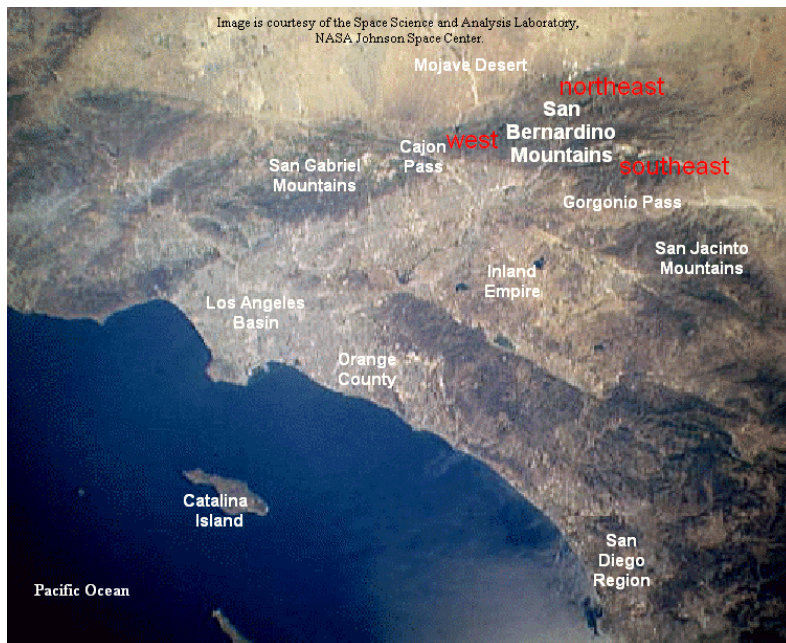 Image is courtesy of the Space Science and Analysis Laboratory,
NASA Johnson Space Center.
Mojave Desert
northeast
San
Bernardino
Mountains
west
Cajon
Pass
southeast
San Gabriel
Mountains
Gorgonio Pass
San Jacinto
Mountains
Inland
Empire
Los Angeles
Basin
Orange
County
Catalina
Island
San
Diego
Region
Pacific Ocean